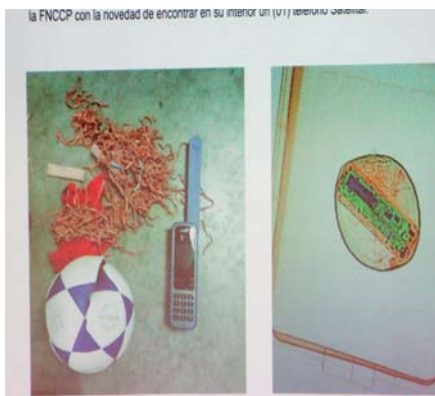 la FNCCP con la novedad de encontrar en su interior un (01) teléfono Satelital.